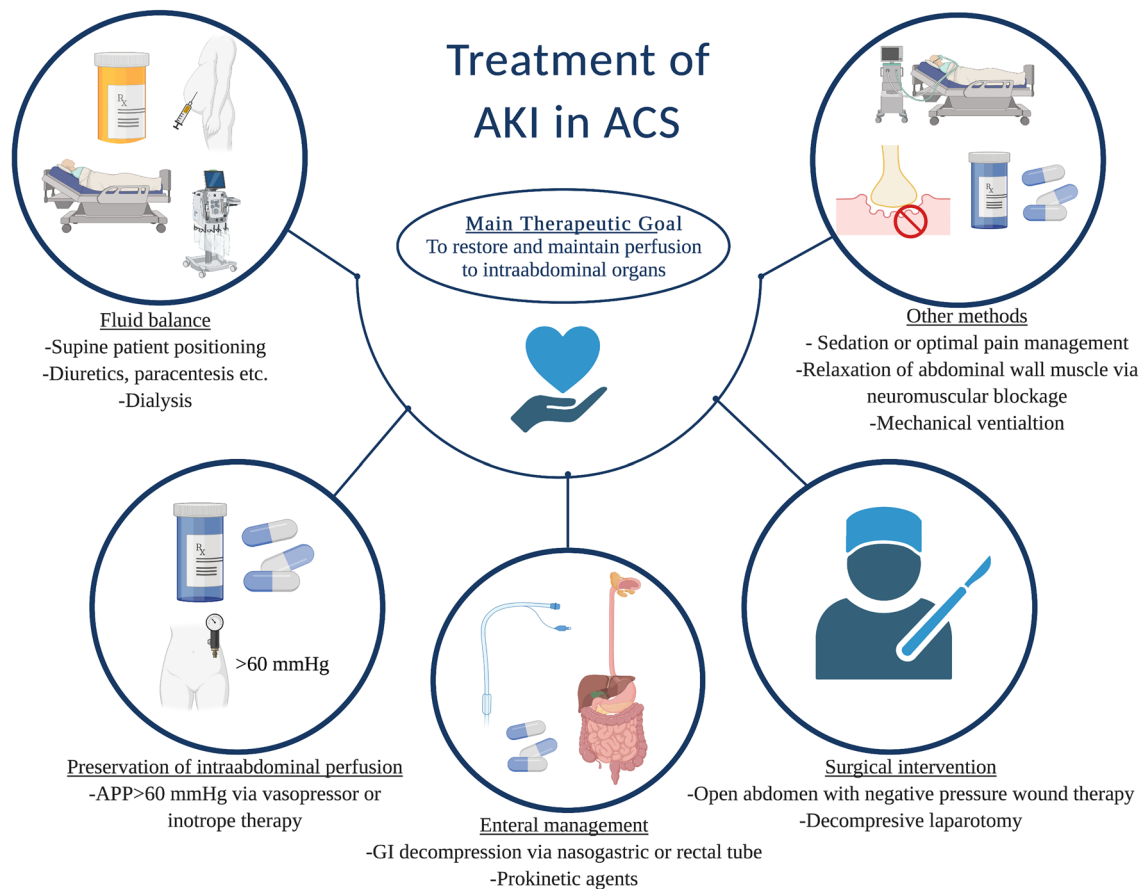 Treatment of
AKI in ACS
Main Therapeutic Goal
To restore and maintain perfusion
to intraabdominal organs
Rx
Fluid balance
-Supine patient positioning
-Diuretics, paracentesis etc.
-Dialysis
Rx
Other methods
- Sedation or optimal pain management
-Relaxation of abdominal wall muscle via
neuromuscular blockage
-Mechanical ventialtion
Rx
>60 mmHg
Preservation of intraabdominal perfusion
-APP>60 mmHg via vasopressor or
inotrope therapy
Enteral management
-GI decompression via nasogastric or rectal tube
-Prokinetic agents
Surgical intervention
-Open abdomen with negative pressure wound therapy
-Decompresive laparotomy